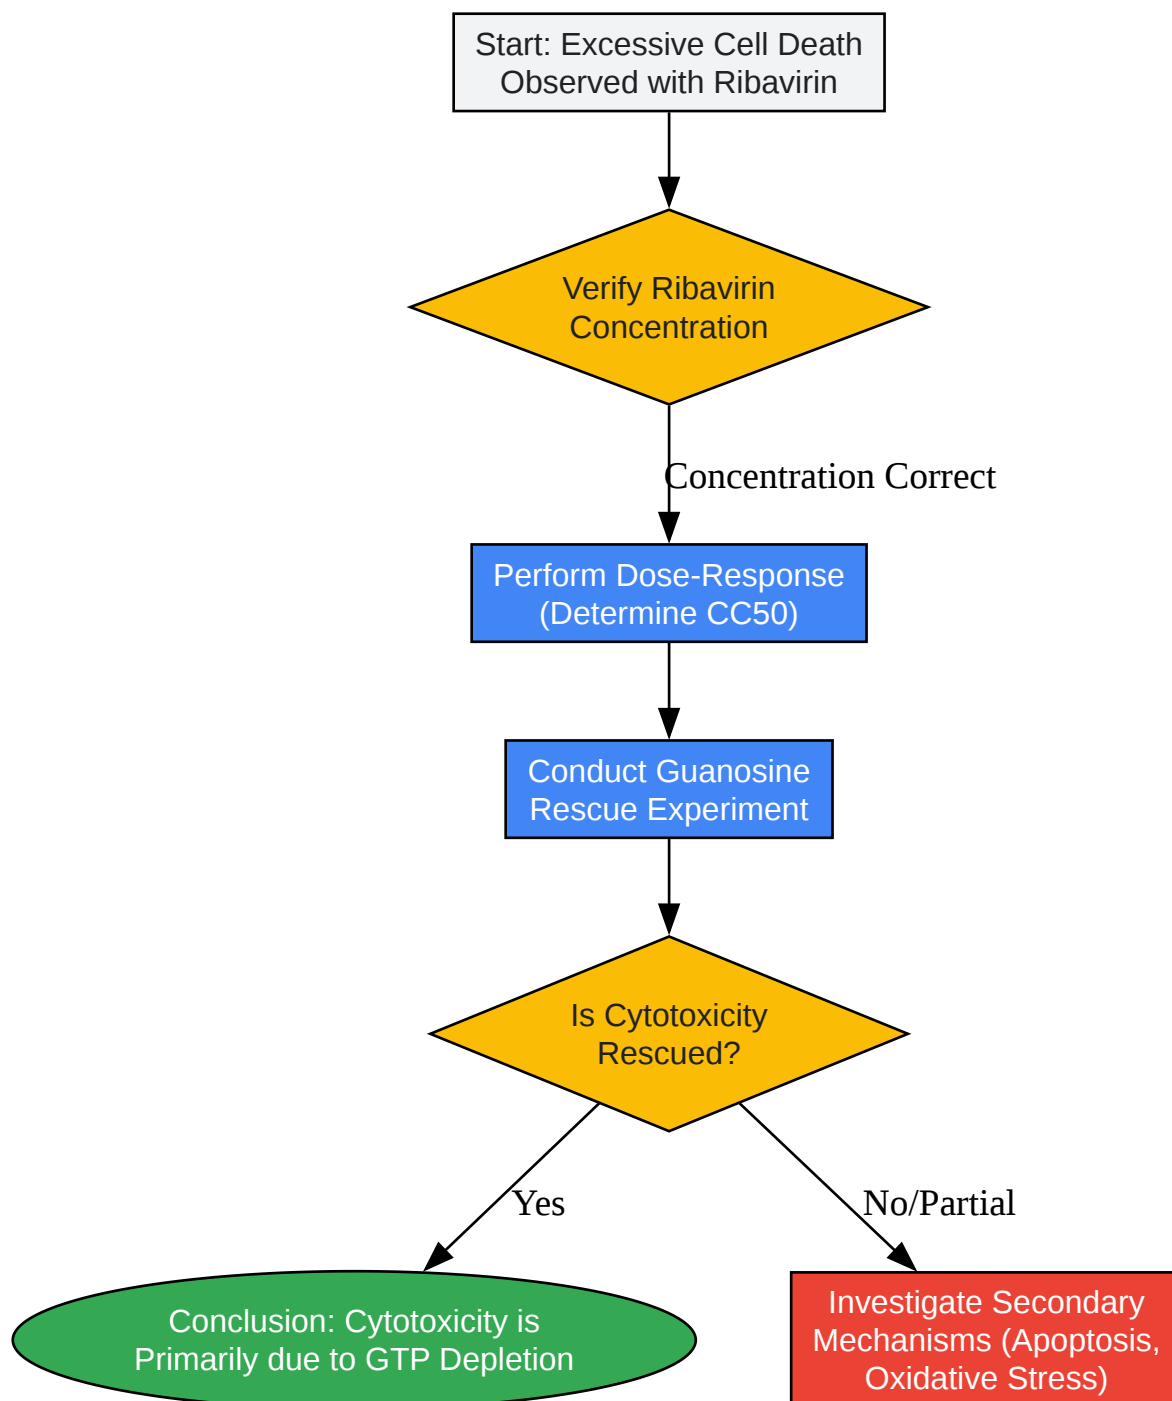 Start: Excessive Cell Death
Observed with Ribavirin
Verify Ribavirin
Concentration
Concentration Correct
Perform Dose-Response
(Determine CC50)
Conduct Guanosine
Rescue Experiment
Is Cytotoxicity
Rescued?
Yes
No/Partial
Conclusion: Cytotoxicity is
Primarily due to GTP Depletion
Investigate Secondary
Mechanisms (Apoptosis,
Oxidative Stress)